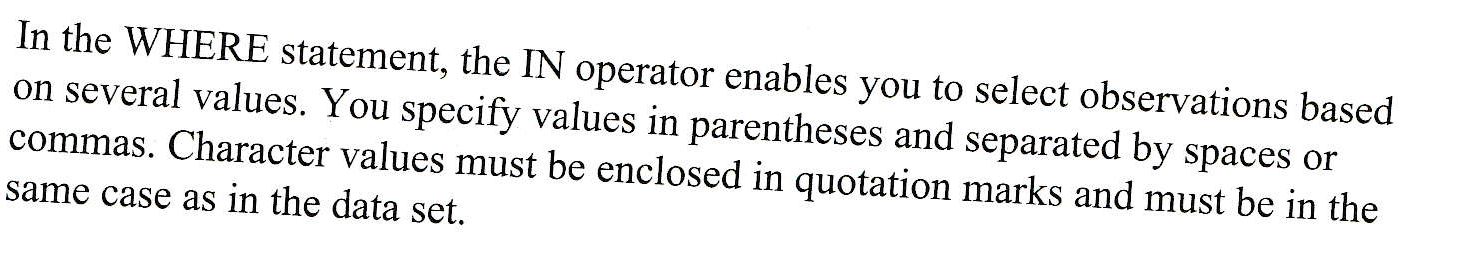 In the WHERE statement, the IN operator enables you to select observations based
on several values. You specify values in parentheses and separated by spaces or
commas. Character values must be enclosed in quotation marks and must be in the
same case as in the data set.